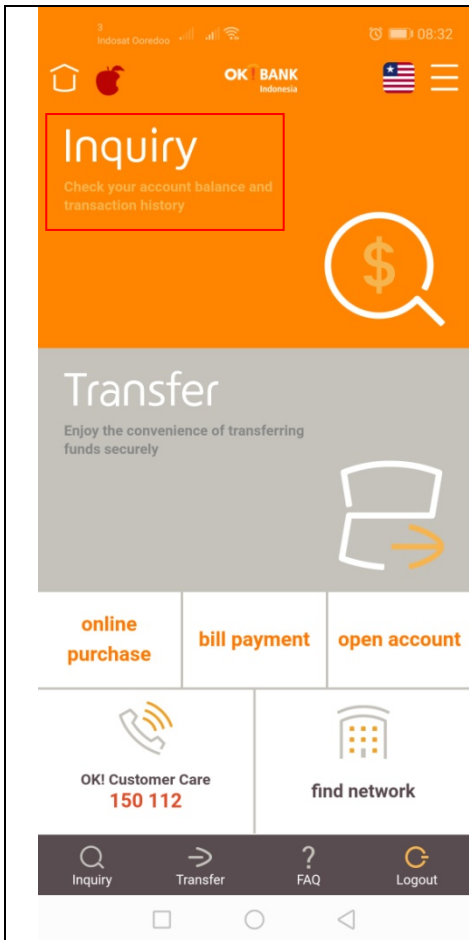 3
Indosat Ooredoo
08:32
OK! BANK
Indonesia
Inquiry
Check your account balance and
transaction history
$
Transfer
Enjoy the convenience of transferring
funds securely
online
purchase
bill payment
open account
OK! Customer Care
150 112
find network
Inquiry
Transfer
?
FAQ
Logout